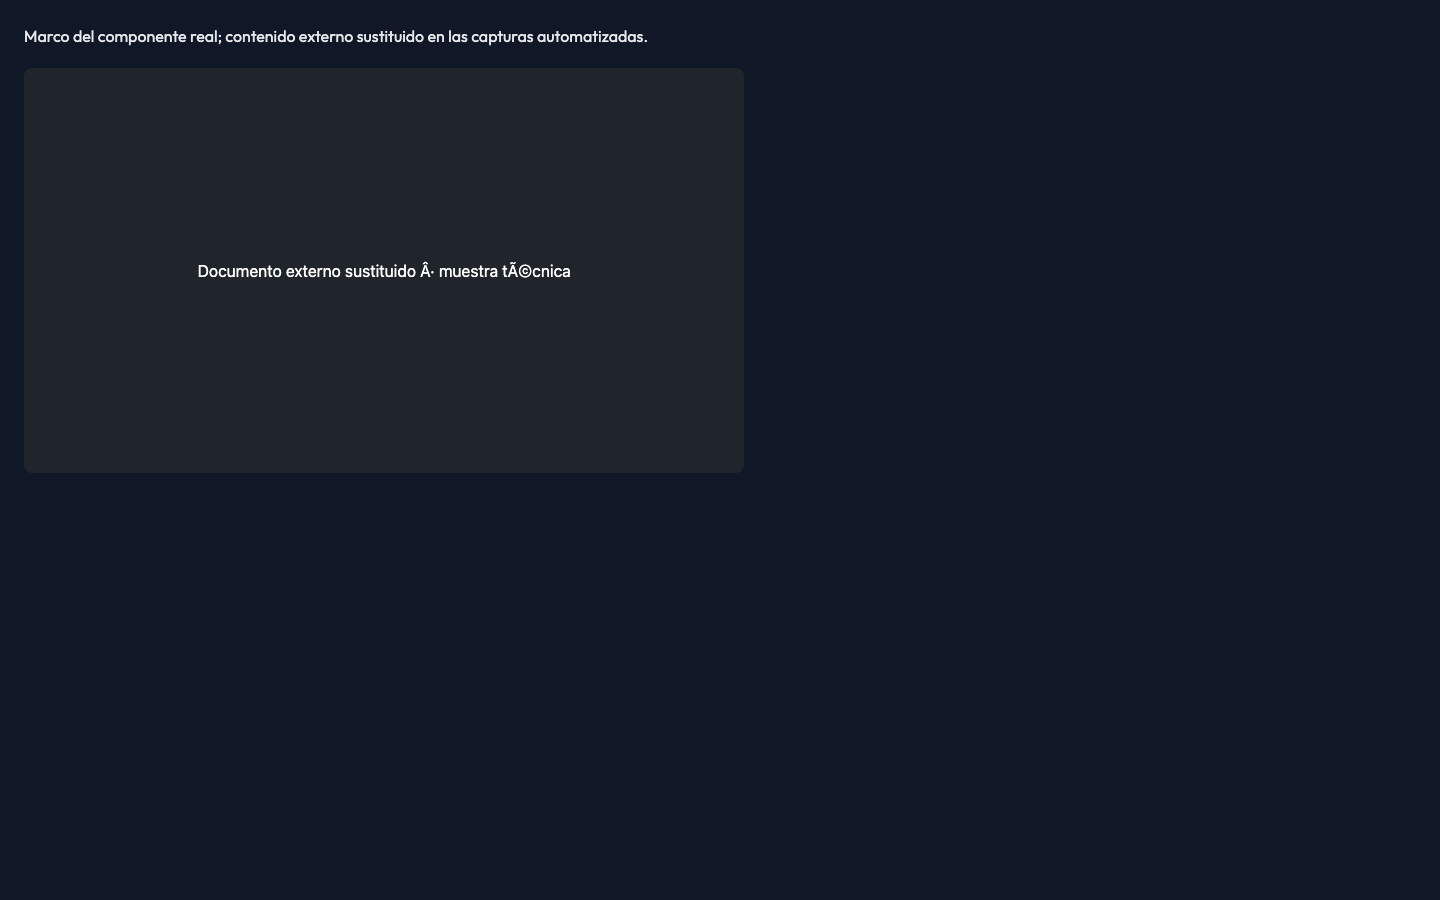 Marco del componente real; contenido externo sustituido en las capturas automatizadas.
Documento externo sustituido Â· muestra tÃ©cnica